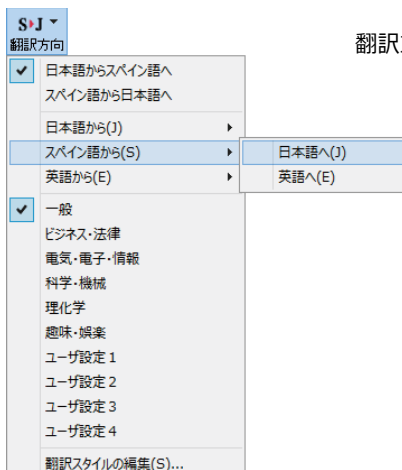 S▸J
翻訳方向
翻訳
日本語からスペイン語へ
スペイン語から日本語へ
日本語から(J)
スペイン語から(S)
日本語へ(J)
英語から(E)
英語へ(E)
一般
ビジネス・法律
電気・電子・情報
科学・機械
理化学
趣味・娯楽
ユーザ設定1
ユーザ設定2
ユーザ設定3
ユーザ設定4
翻訳スタイルの編集(S)...